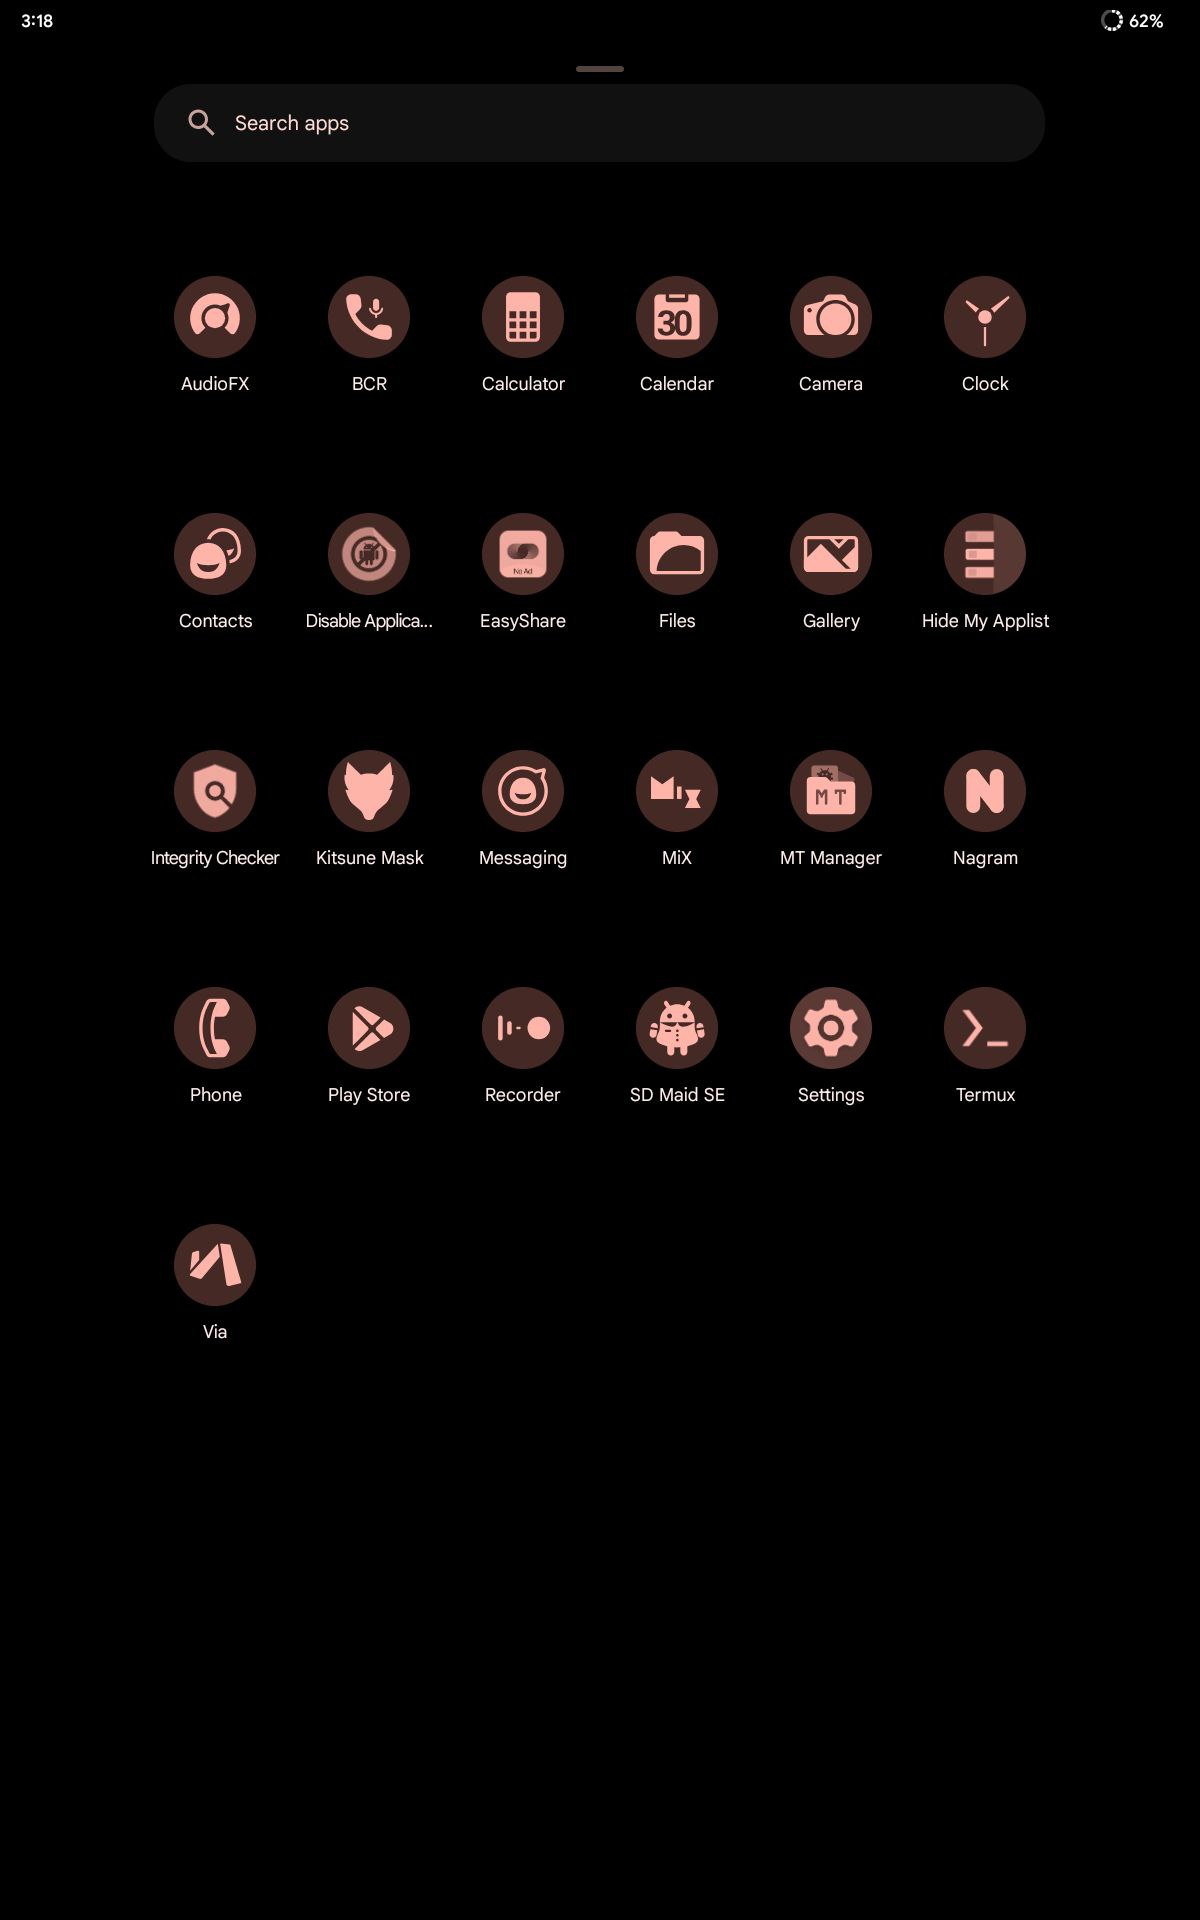 3:18
62%
Search apps
30
AudioFX
BCR
Calculator
Calendar
Camera
Clock
No Ad
Contacts
Disable Applica...
EasyShare
Files
Gallery
Hide My Applist
MT
Integrity Checker
Kitsune Mask
Messaging
MiX
MT Manager
Nagram
Phone
Play Store
Recorder
SD Maid SE
Settings
Termux
Via